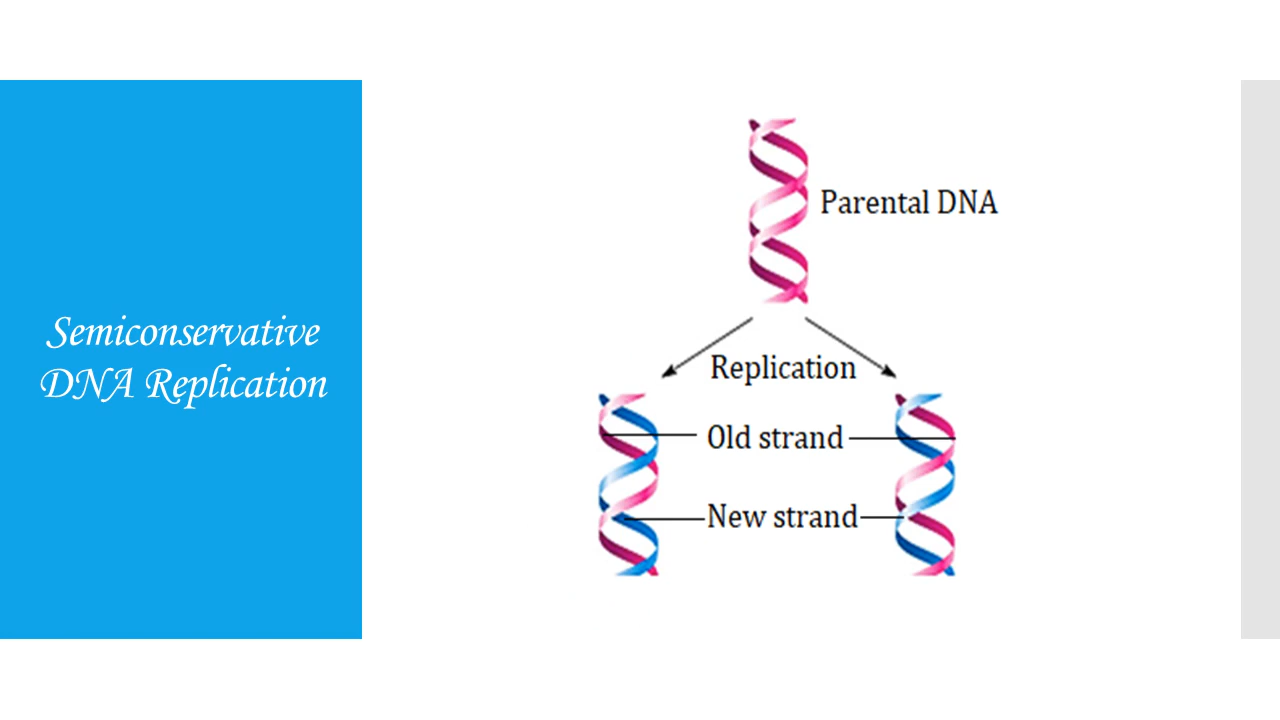 Semiconservative
DNA Replication
Parental DNA
Replication
Old strand
New strand